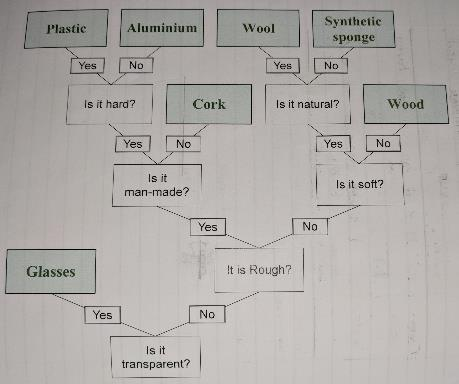 Plastic
Aluminium
Wool
Synthetic
sponge
Yes
No
Yes
No
Is it hard?
Cork
Is it natural?
Wood
Yes
No
Yes
No
Is it
man-made?
Is it soft?
Yes
No
Glasses
It is Rough?
Yes
No
Is it
transparent?